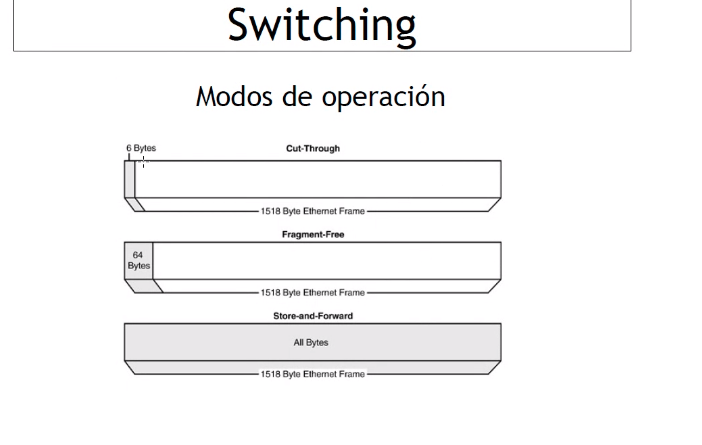 Switching
Modos de operación
6 Bytes
Cut-Through
1518 Byte Ethernet Frame
Fragment-Free
64
Bytes
1518 Byte Ethernet Frame
Store-and-Forward
All Bytes
1518 Byte Ethernet Frame